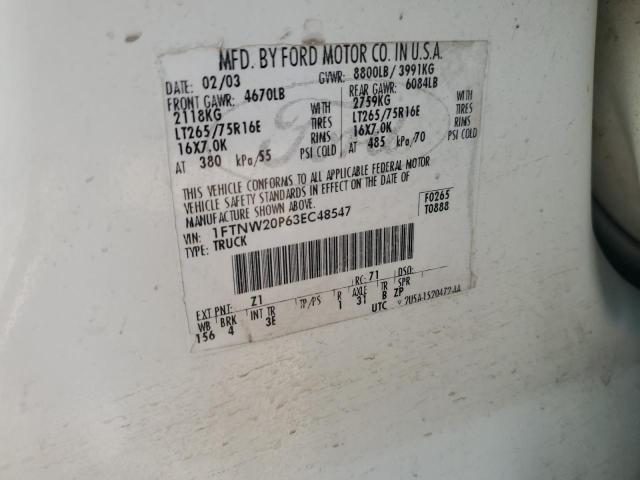 MFD. BY FORD MOTOR CO. IN U.S.A.
DATE: 02/03 GVWR: 8800LB/3991KG
FRONT GAWR: 4670LB REAR GAWR: 6084LB
2118KG WITH 2759KG WITH
LT265/75R16E TIRES LT265/75R16E TIRES
16X7.0K RIMS 16X7.0K RIMS
AT 380 kPa/55 PSI COLD AT 485 kPa/70 PSI COLD
Ford
THIS VEHICLE CONFORMS TO ALL APPLICABLE FEDERAL MOTOR
VEHICLE SAFETY STANDARDS IN EFFECT ON THE DATE OF
MANUFACTURE SHOWN ABOVE.
VIN: 1FTNW20P63EC48547 F0265
TYPE: TRUCK T0888
EXT PNT: Z1 RC: 71 DSO:
WB BRK INT TR TP/PS R AXLE TR SPR
156 4 3E 1 31 B ZP
UTC